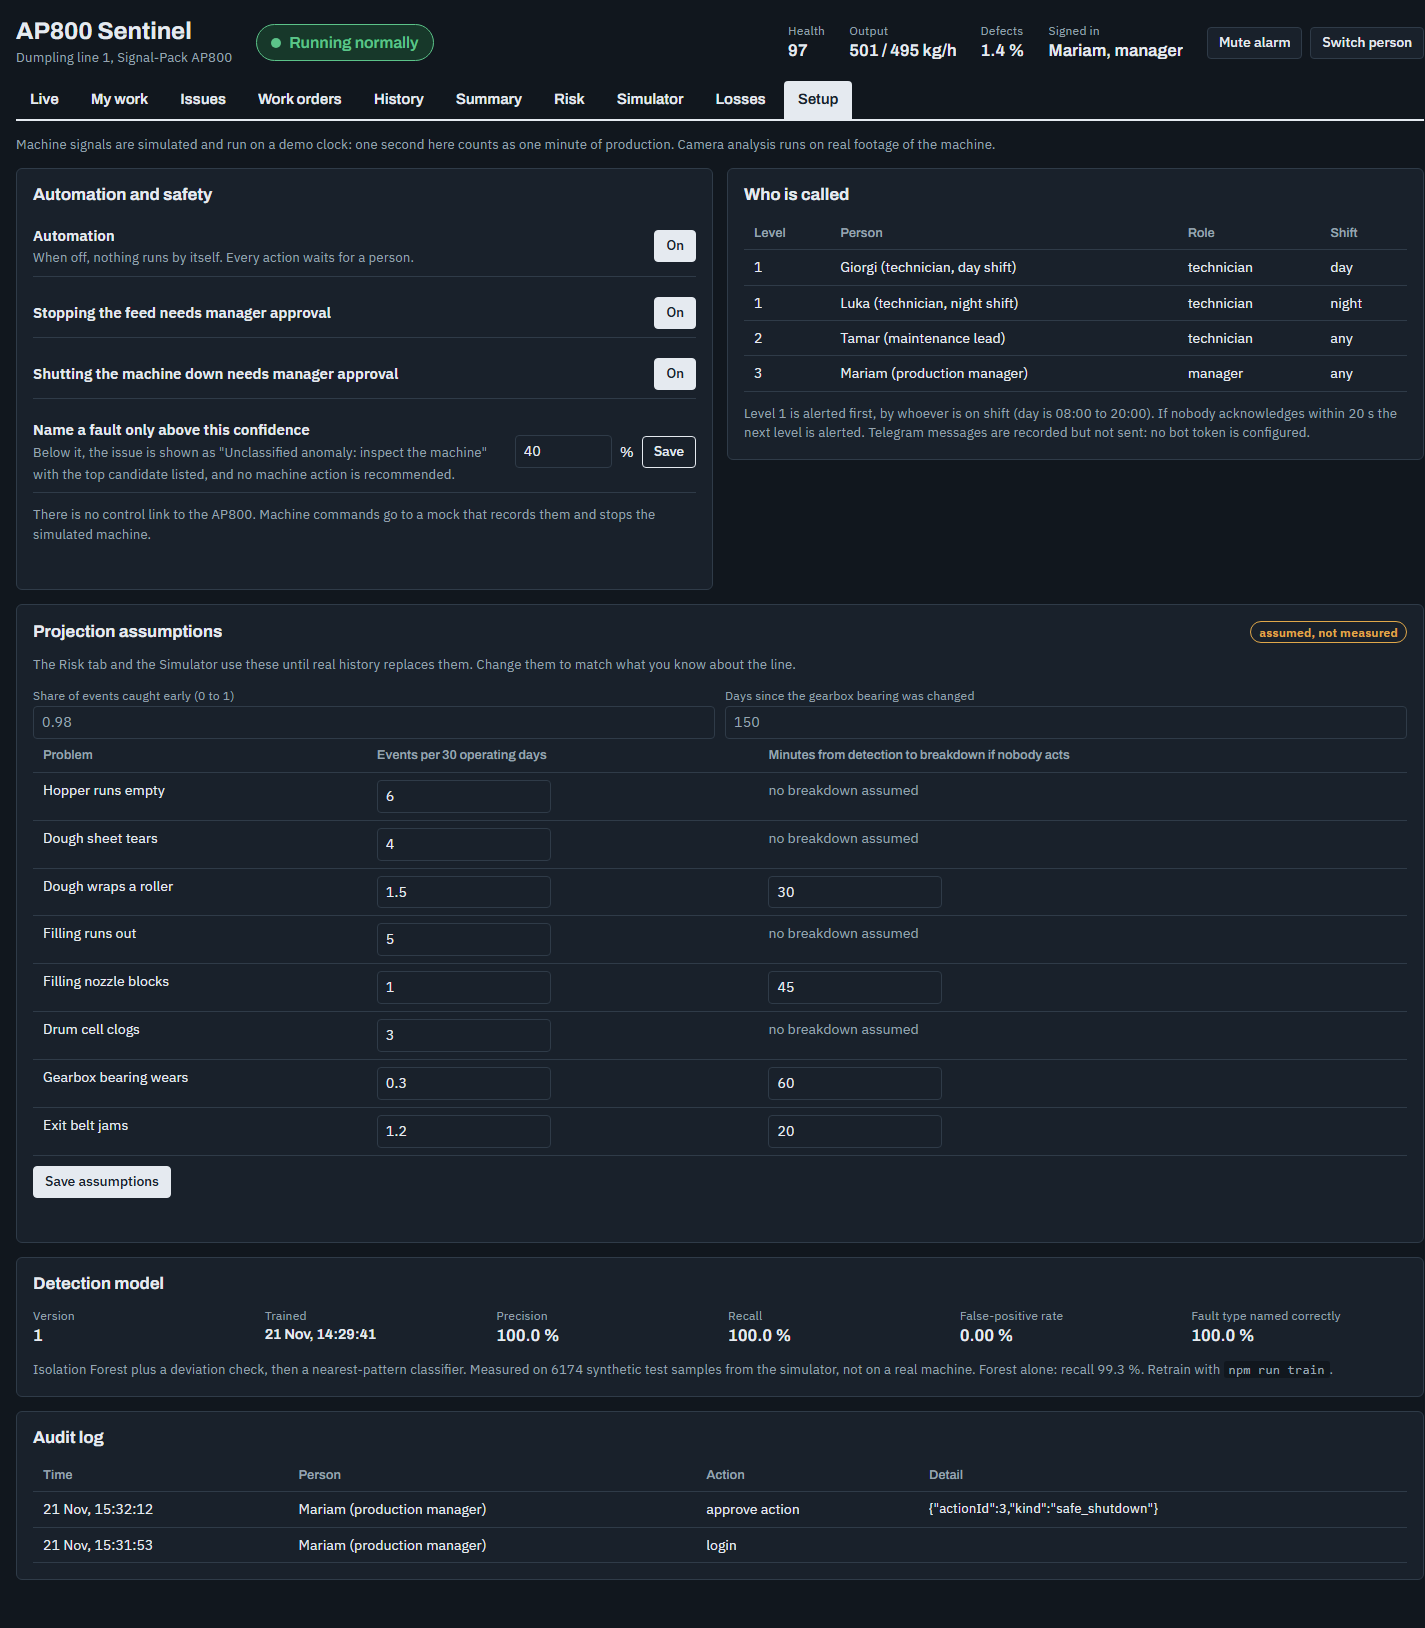 AP800 Sentinel
Dumpling line 1, Signal-Pack AP800
Running normally
Health
97
Output
501 / 495 kg/h
Defects
1.4 %
Signed in
Mariam, manager
Mute alarm
Switch person
Live
My work
Issues
Work orders
History
Summary
Risk
Simulator
Losses
Setup
Machine signals are simulated and run on a demo clock: one second here counts as one minute of production. Camera analysis runs on real footage of the machine.
Automation and safety
Automation
When off, nothing runs by itself. Every action waits for a person.
On
Stopping the feed needs manager approval
On
Shutting the machine down needs manager approval
On
Name a fault only above this confidence
Below it, the issue is shown as "Unclassified anomaly: inspect the machine"
with the top candidate listed, and no machine action is recommended.
40 % Save
There is no control link to the AP800. Machine commands go to a mock that records them and stops the
simulated machine.
Who is called
Level Person Role Shift
1 Giorgi (technician, day shift) technician day
1 Luka (technician, night shift) technician night
2 Tamar (maintenance lead) technician any
3 Mariam (production manager) manager any
Level 1 is alerted first, by whoever is on shift (day is 08:00 to 20:00). If nobody acknowledges within 20 s the
next level is alerted. Telegram messages are recorded but not sent: no bot token is configured.
Projection assumptions
assumed, not measured
The Risk tab and the Simulator use these until real history replaces them. Change them to match what you know about the line.
Share of events caught early (0 to 1)
0.98
Days since the gearbox bearing was changed
150
Problem Events per 30 operating days Minutes from detection to breakdown if nobody acts
Hopper runs empty 6 no breakdown assumed
Dough sheet tears 4 no breakdown assumed
Dough wraps a roller 1.5 30
Filling runs out 5 no breakdown assumed
Filling nozzle blocks 1 45
Drum cell clogs 3 no breakdown assumed
Gearbox bearing wears 0.3 60
Exit belt jams 1.2 20
Save assumptions
Detection model
Version
1
Trained
21 Nov, 14:29:41
Precision
100.0 %
Recall
100.0 %
False-positive rate
0.00 %
Fault type named correctly
100.0 %
Isolation Forest plus a deviation check, then a nearest-pattern classifier. Measured on 6174 synthetic test samples from the simulator, not on a real machine. Forest alone: recall 99.3 %. Retrain with npm run train .
Audit log
Time Person Action Detail
21 Nov, 15:32:12 Mariam (production manager) approve action {"actionId":3,"kind":"safe_shutdown"}
21 Nov, 15:31:53 Mariam (production manager) login